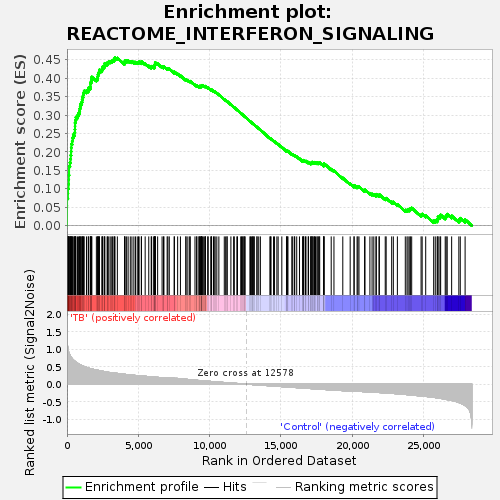 Enrichment plot:
REACTOME_INTERFERON_SIGNALING
Enrichment score (ES)
0.45
0.40
0.35
0.30
0.25
0.20
0.15
0.10
0.05
0.00
Ranked list metric (Signal2Noise)
2.0
1.5
1.0
0.5
0.0
-0.5
-1.0
'TB' (positively correlated)
Zero cross at 12578
'Control' (negatively correlated)
0 5,000 10,000 15,000 20,000 25,000
Rank in Ordered Dataset
Enrichment profile Hits Ranking metric scores